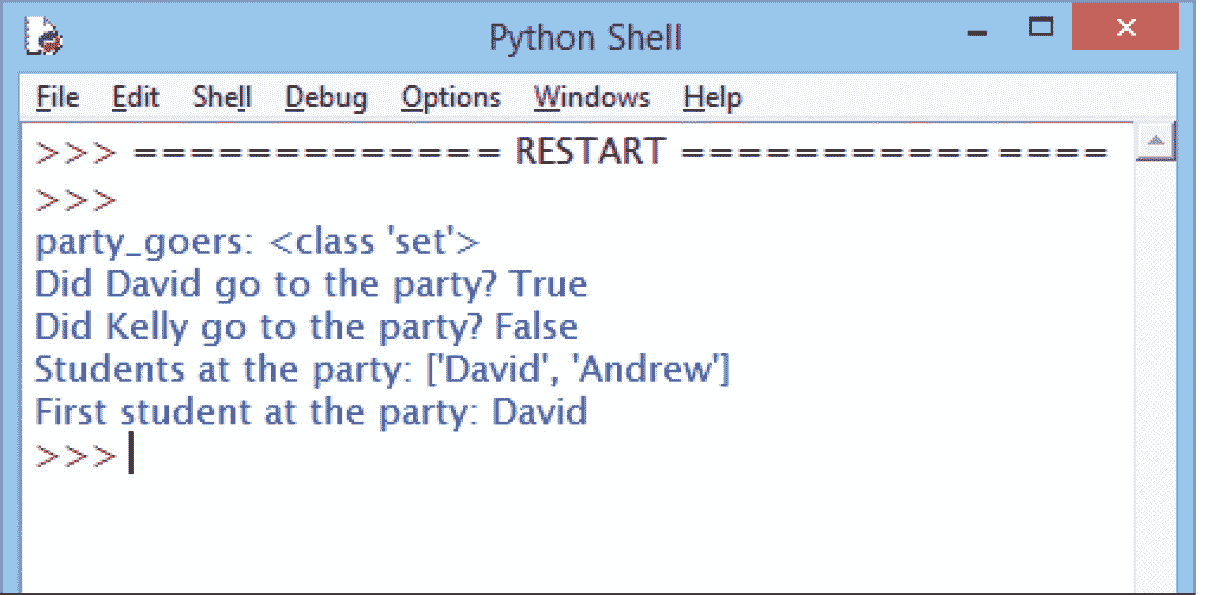 Python Shell
File Edit Shell Debug Options Windows Help
>>> ============= RESTART ===============
>>>
party_goers: <class 'set'>
Did David go to the party? True
Did Kelly go to the party? False
Students at the party: ['David', 'Andrew']
First student at the party: David
>>>